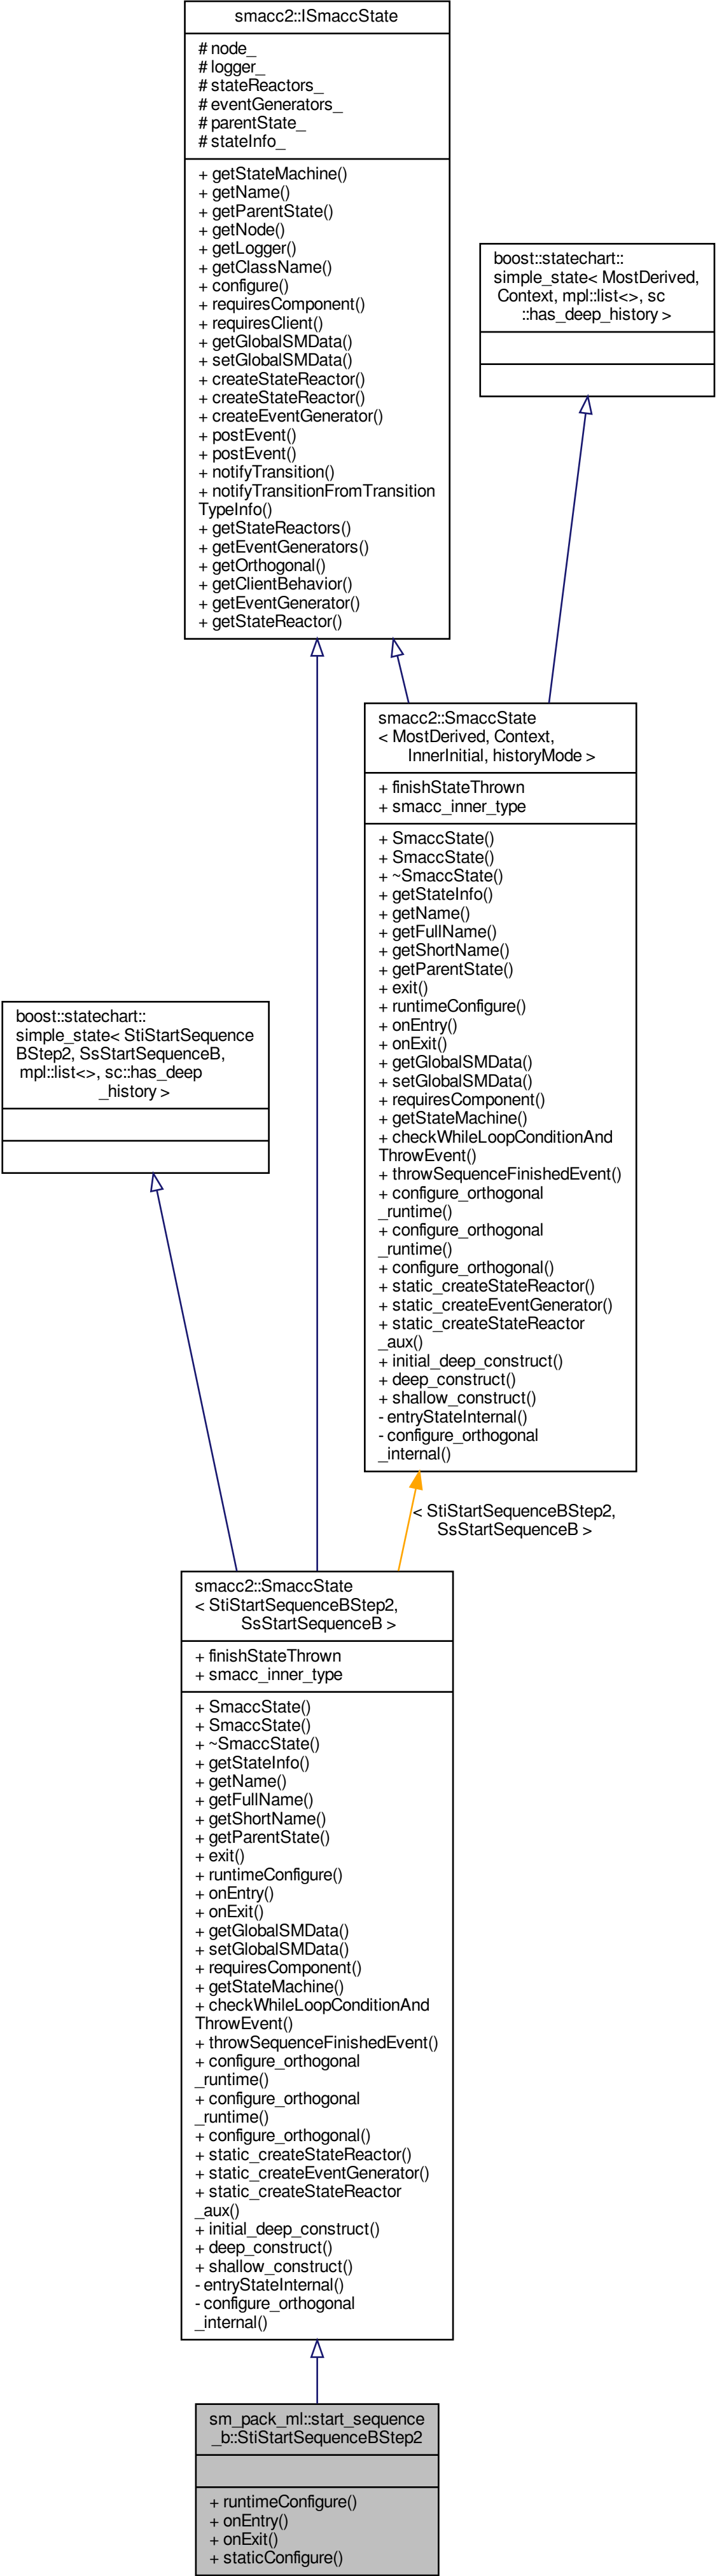 smacc2::ISmaccState
# node_
# logger_
# stateReactors_
# eventGenerators_
# parentState_
# stateInfo_
+ getStateMachine()
+ getName()
+ getParentState()
+ getNode()
+ getLogger()
+ getClassName()
+ configure()
+ requiresComponent()
+ requiresClient()
+ getGlobalSMData()
+ setGlobalSMData()
+ createStateReactor()
+ createStateReactor()
+ createEventGenerator()
+ postEvent()
+ postEvent()
+ notifyTransition()
+ notifyTransitionFromTransition
TypeInfo()
+ getStateReactors()
+ getEventGenerators()
+ getOrthogonal()
+ getClientBehavior()
+ getEventGenerator()
+ getStateReactor()
boost::statechart::
simple_state< MostDerived,
Context, mpl::list<>, sc
::has_deep_history >
smacc2::SmaccState
< MostDerived, Context,
InnerInitial, historyMode >
+ finishStateThrown
+ smacc_inner_type
+ SmaccState()
+ SmaccState()
+ ~SmaccState()
+ getStateInfo()
+ getName()
+ getFullName()
+ getShortName()
+ getParentState()
+ exit()
+ runtimeConfigure()
+ onEntry()
+ onExit()
+ getGlobalSMData()
+ setGlobalSMData()
+ requiresComponent()
+ getStateMachine()
+ checkWhileLoopConditionAnd
ThrowEvent()
+ throwSequenceFinishedEvent()
+ configure_orthogonal
_runtime()
+ configure_orthogonal
_runtime()
+ configure_orthogonal()
+ static_createStateReactor()
+ static_createEventGenerator()
+ static_createStateReactor
_aux()
+ initial_deep_construct()
+ deep_construct()
+ shallow_construct()
- entryStateInternal()
- configure_orthogonal
_internal()
boost::statechart::
simple_state< StiStartSequence
BStep2, SsStartSequenceB,
mpl::list<>, sc::has_deep
_history >
< StiStartSequenceBStep2,
SsStartSequenceB >
smacc2::SmaccState
< StiStartSequenceBStep2,
SsStartSequenceB >
+ finishStateThrown
+ smacc_inner_type
+ SmaccState()
+ SmaccState()
+ ~SmaccState()
+ getStateInfo()
+ getName()
+ getFullName()
+ getShortName()
+ getParentState()
+ exit()
+ runtimeConfigure()
+ onEntry()
+ onExit()
+ getGlobalSMData()
+ setGlobalSMData()
+ requiresComponent()
+ getStateMachine()
+ checkWhileLoopConditionAnd
ThrowEvent()
+ throwSequenceFinishedEvent()
+ configure_orthogonal
_runtime()
+ configure_orthogonal
_runtime()
+ configure_orthogonal()
+ static_createStateReactor()
+ static_createEventGenerator()
+ static_createStateReactor
_aux()
+ initial_deep_construct()
+ deep_construct()
+ shallow_construct()
- entryStateInternal()
- configure_orthogonal
_internal()
sm_pack_ml::start_sequence
_b::StiStartSequenceBStep2
+ runtimeConfigure()
+ onEntry()
+ onExit()
+ staticConfigure()